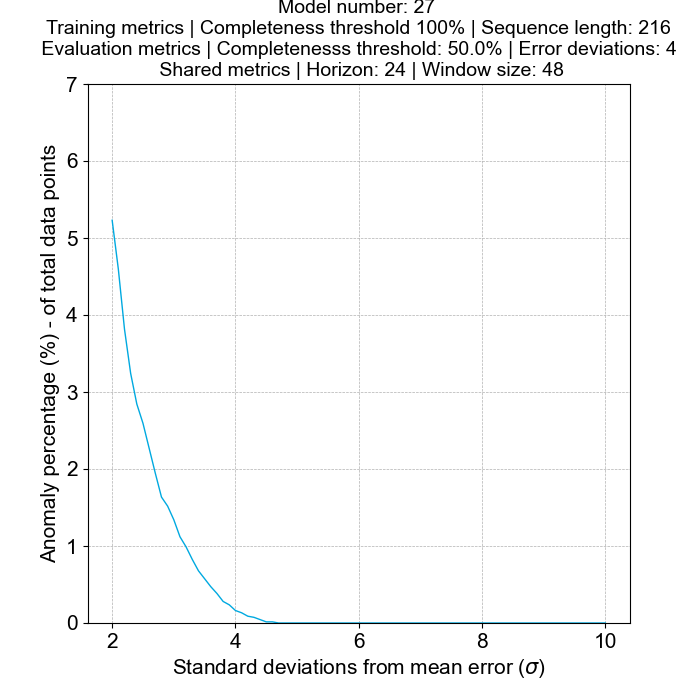 Model number: 27
Training metrics | Completeness threshold 100% | Sequence length: 216
Evaluation metrics | Completenesss threshold: 50.0% | Error deviations: 4
Shared metrics | Horizon: 24 | Window size: 48
7
6
5
4
3
2
1
0
Anomaly percentage (%) - of total data points
2 4 6 8 10
Standard deviations from mean error (σ)